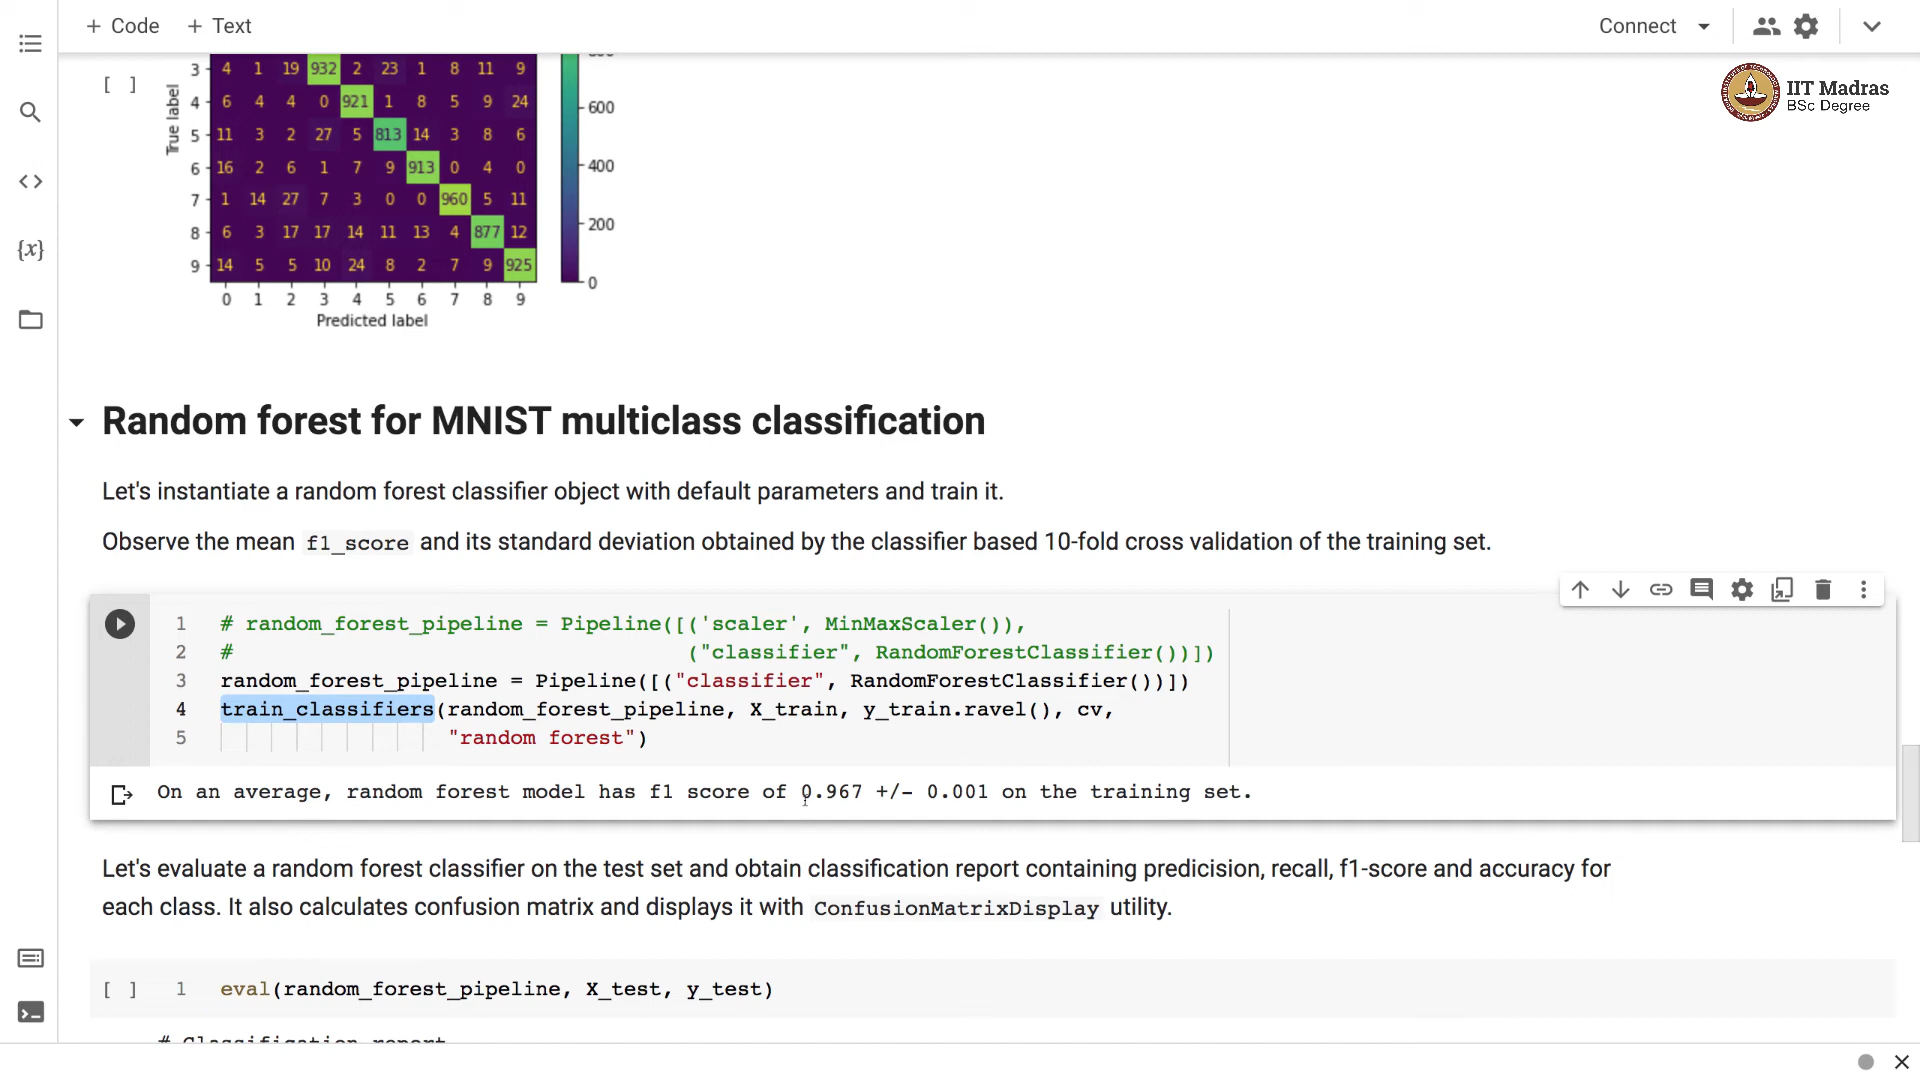 + Code + Text
Connect
IIT Madras
BSc Degree
[ ]
True label
3 4 1 19 932 2 23 1 8 11 9
4 6 4 4 0 921 1 8 5 9 24
5 11 3 2 27 5 813 14 3 8 6
6 16 2 6 1 7 9 913 0 4 0
7 1 14 27 7 3 0 0 960 5 11
8 6 3 17 17 14 11 13 4 877 12
9 14 5 5 10 24 8 2 7 9 925
0 1 2 3 4 5 6 7 8 9
Predicted label
600
400
200
0
{x}
Random forest for MNIST multiclass classification
Let's instantiate a random forest classifier object with default parameters and train it.
Observe the mean f1_score and its standard deviation obtained by the classifier based 10-fold cross validation of the training set.
1 # random_forest_pipeline = Pipeline([('scaler', MinMaxScaler()),
2 # ("classifier", RandomForestClassifier())])
3 random_forest_pipeline = Pipeline([("classifier", RandomForestClassifier())])
4 train_classifiers(random_forest_pipeline, X_train, y_train.ravel(), cv,
5 "random forest")
On an average, random forest model has f1 score of 0.967 +/- 0.001 on the training set.
Let's evaluate a random forest classifier on the test set and obtain classification report containing predicision, recall, f1-score and accuracy for
each class. It also calculates confusion matrix and displays it with ConfusionMatrixDisplay utility.
[ ] 1 eval(random_forest_pipeline, X_test, y_test)
# Classification report